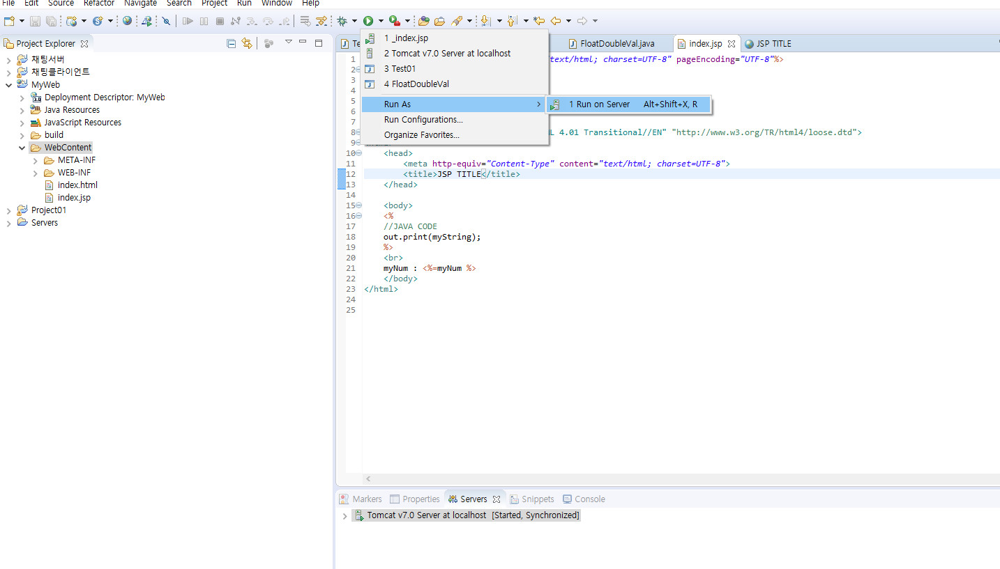 File Edit Source Refactor Navigate Search Project Run Window Help
Project Explorer
채팅서버
채팅클라이언트
MyWeb
Deployment Descriptor: MyWeb
3.0
Java Resources
JavaScript Resources
build
WebContent
META-INF
WEB-INF
index.html
index.jsp
Project01
Servers
1 _index.jsp
2 Tomcat v7.0 Server at localhost
3 Test01
4 FloatDoubleVal
Run As
Run Configurations...
Organize Favorites...
1 Run on Server Alt+Shift+X, R
FloatDoubleVal.java index.jsp JSP TITLE
1 text/html; charset=UTF-8" pageEncoding="UTF-8"%>
2
3
4
5
6
7
8 4.01 Transitional//EN" "http://www.w3.org/TR/html4/loose.dtd">
9
10 <head>
11 <meta http-equiv="Content-Type" content="text/html; charset=UTF-8">
12 <title>JSP TITLE</title>
13 </head>
14
15 <body>
16 <%
17 //JAVA CODE
18 out.print(myString);
19 %>
20 <br>
21 myNum : <%=myNum %>
22 </body>
23 </html>
24
25
Markers Properties Servers Snippets Console
Tomcat v7.0 Server at localhost [Started, Synchronized]